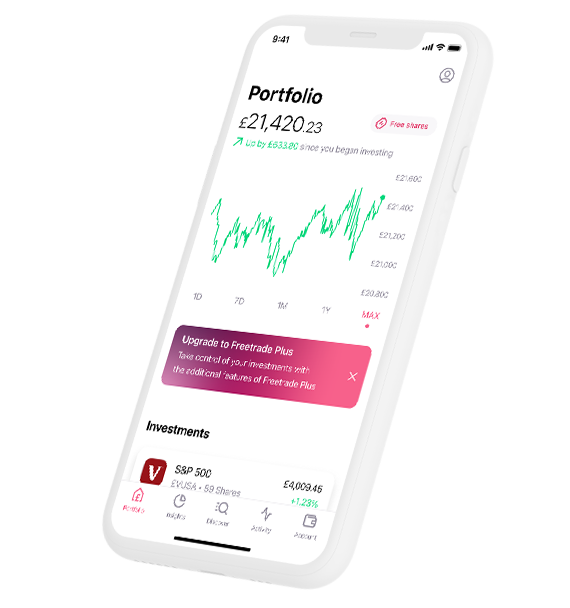 9:41
Portfolio
£21,420.23
Free shares
Up by £633.80 since you began investing
£21,600
£21,400
£21,200
£21,000
£20,800
1D 7D 1M 1Y MAX
Upgrade to Freetrade Plus
Take control of your investments with
the additional features of Freetrade Plus
Investments
V
S&P 500
£4,009.45
£VUSA • 59 Shares
+1.23%
Portfolio Insights Discover Activity Account